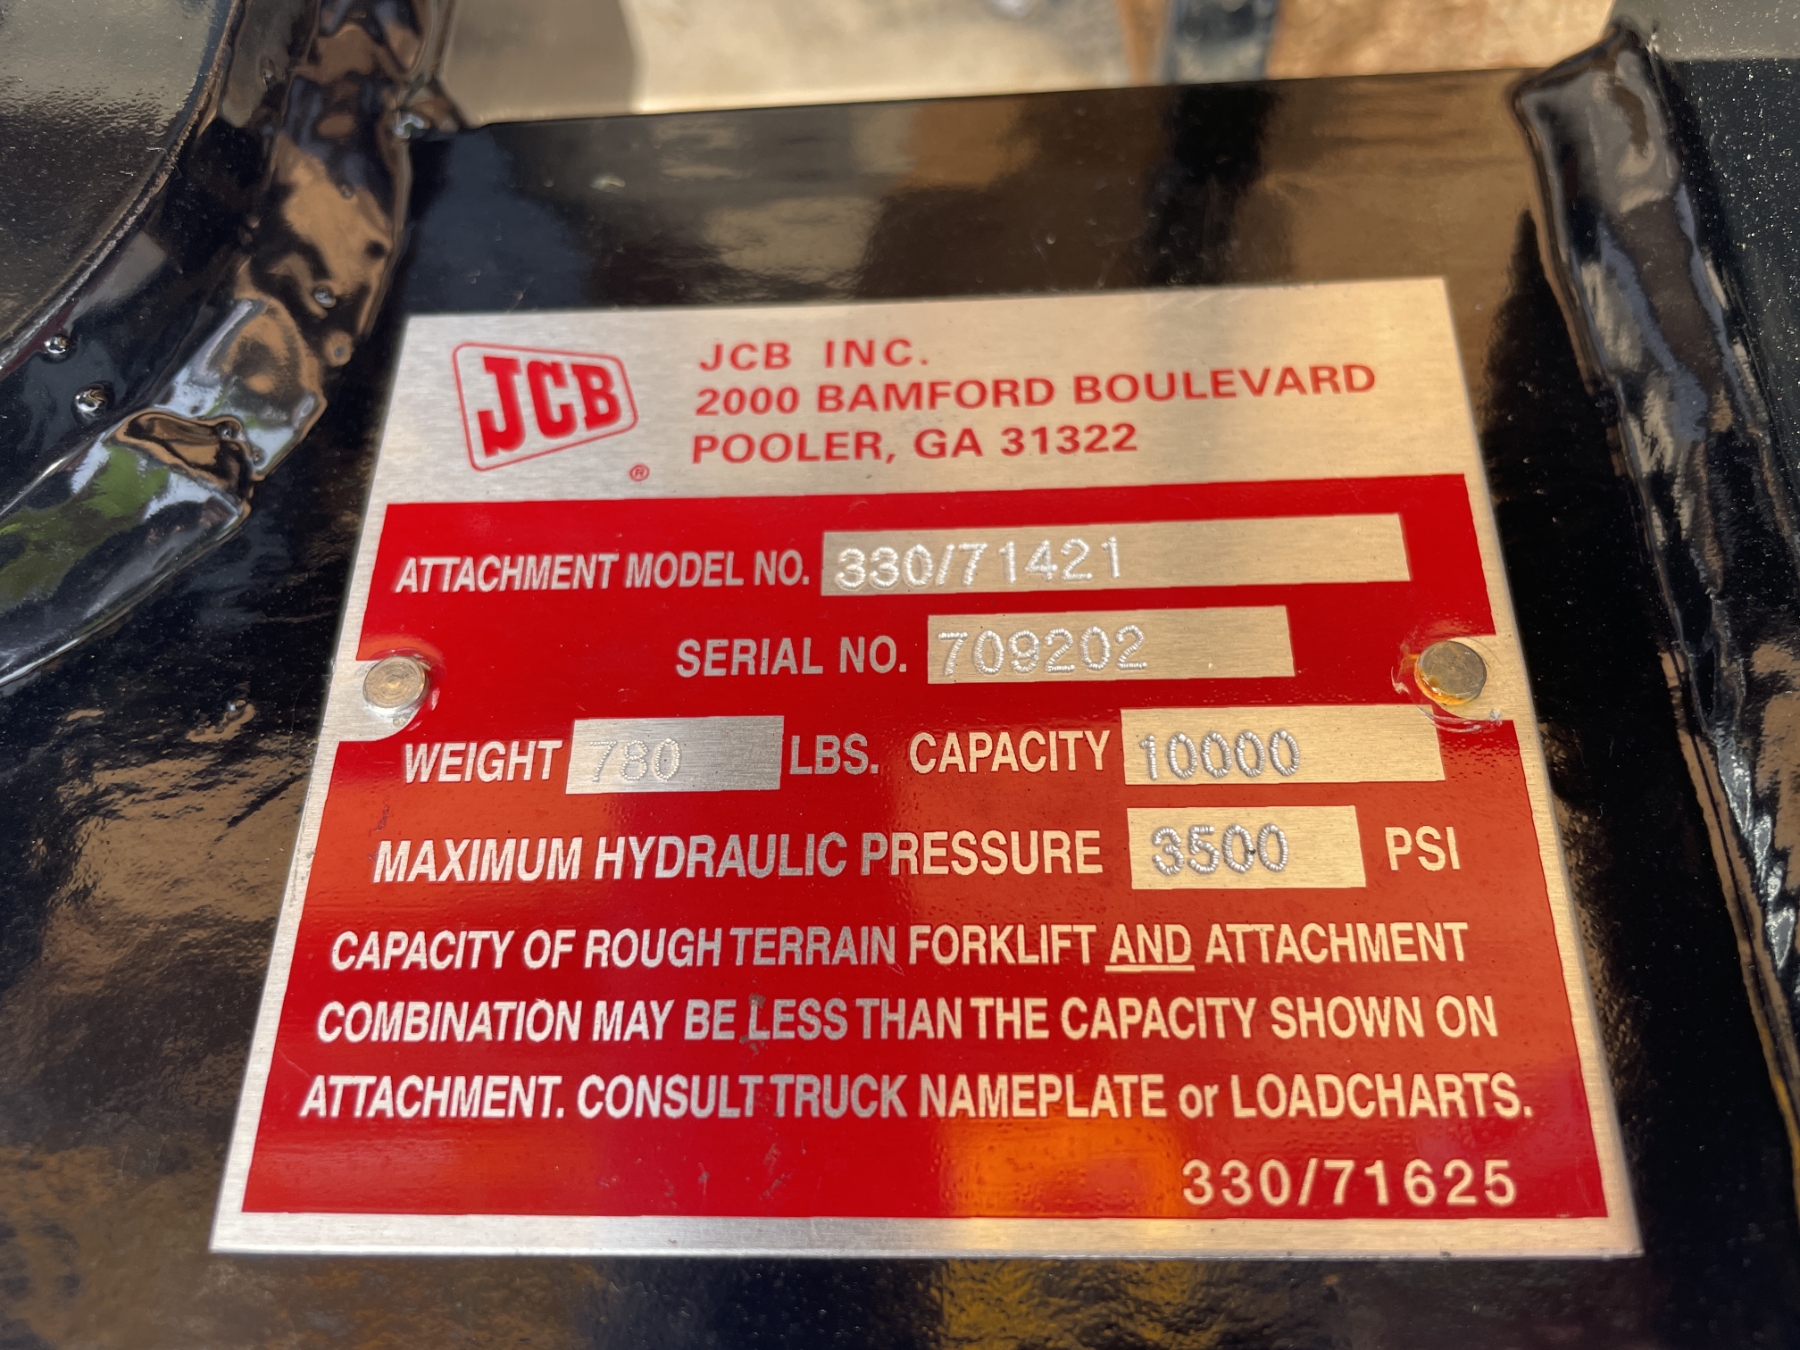 JCB
®
JCB INC.
2000 BAMFORD BOULEVARD
POOLER, GA 31322
ATTACHMENT MODEL NO. 330/71421
SERIAL NO. 709202
WEIGHT 780 LBS. CAPACITY 10000
MAXIMUM HYDRAULIC PRESSURE 3500 PSI
CAPACITY OF ROUGH TERRAIN FORKLIFT AND ATTACHMENT
COMBINATION MAY BE LESS THAN THE CAPACITY SHOWN ON
ATTACHMENT. CONSULT TRUCK NAMEPLATE or LOADCHARTS.
330/71625